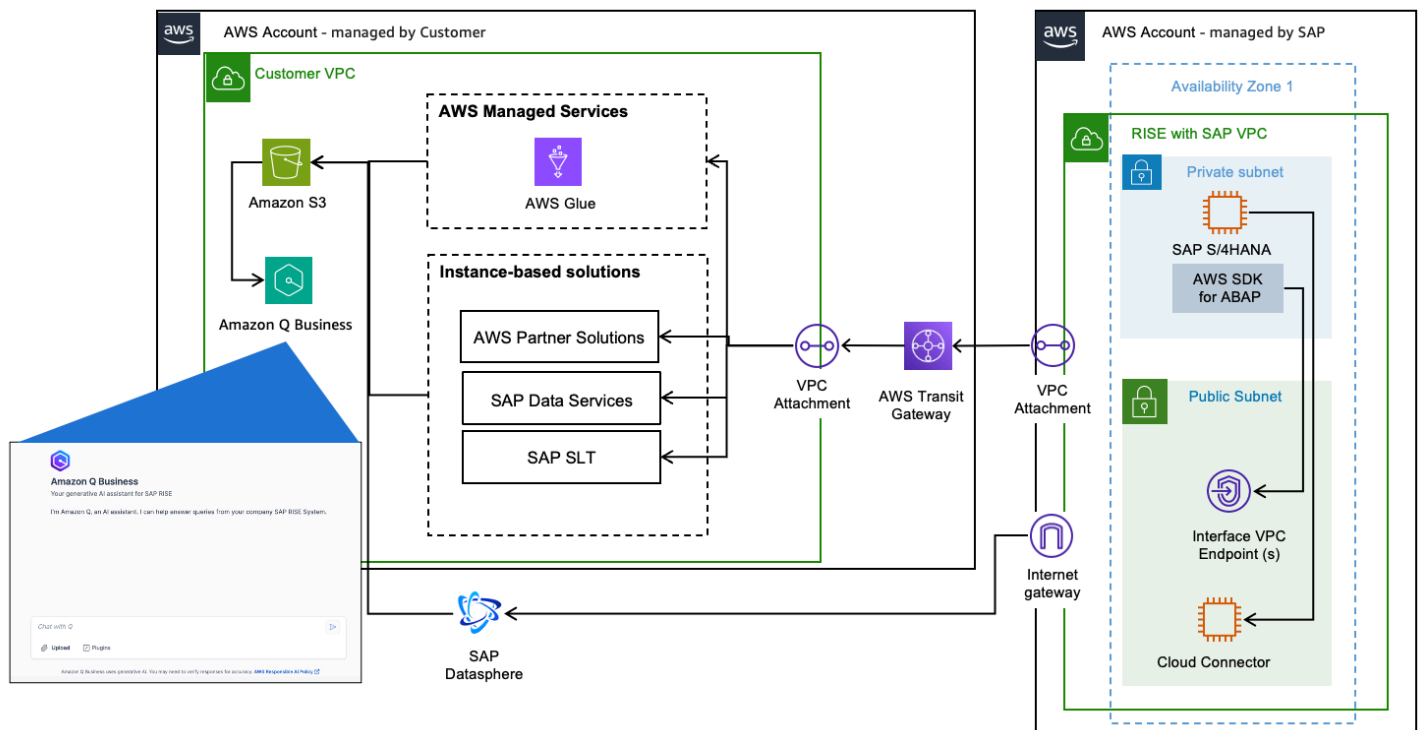 aws
AWS Account - managed by Customer
Customer VPC
Amazon S3
Amazon Q Business
AWS Managed Services
AWS Glue
Instance-based solutions
AWS Partner Solutions
SAP Data Services
SAP SLT
VPC
Attachment
AWS Transit
Gateway
aws
AWS Account - managed by SAP
Availability Zone 1
RISE with SAP VPC
Private subnet
SAP S/4HANA
AWS SDK
for ABAP
VPC
Attachment
Public Subnet
Interface VPC
Endpoint (s)
Internet
gateway
Cloud Connector
SAP
Datasphere
Amazon Q Business
Your generative AI assistant for SAP RISE
I'm Amazon Q, an AI assistant. I can help answer queries from your company SAP RISE System.
Chat with Q
Upload
Plugins
Amazon Q Business uses generative AI. You may need to verify responses for accuracy. AWS Responsible AI Policy